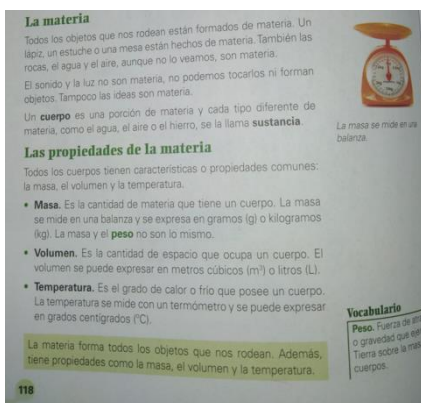 La materia
Todos los objetos que nos rodean están formados de materia. Un
lápiz, un estuche o una mesa están hechos de materia. También las
rocas, el agua y el aire, aunque no lo veamos, son materia.
El sonido y la luz no son materia, no podemos tocarlos ni forman
objetos. Tampoco las ideas son materia.
Un cuerpo es una porción de materia y cada tipo diferente de
materia, como el agua, el aire o el hierro, se la llama sustancia.
La masa se mide en una
balanza.
Las propiedades de la materia
Todos los cuerpos tienen características o propiedades comunes:
la masa, el volumen y la temperatura.
• Masa. Es la cantidad de materia que tiene un cuerpo. La masa
se mide en una balanza y se expresa en gramos (g) o kilogramos
(kg). La masa y el peso no son lo mismo.
• Volumen. Es la cantidad de espacio que ocupa un cuerpo. El
volumen se puede expresar en metros cúbicos (m³) o litros (L).
• Temperatura. Es el grado de calor o frío que posee un cuerpo.
La temperatura se mide con un termómetro y se puede expresar
en grados centígrados (ºC).
La materia forma todos los objetos que nos rodean. Además,
tiene propiedades como la masa, el volumen y la temperatura.
Vocabulario
Peso. Fuerza de
o gravedad que
Tierra sobre la
cuerpos.
118